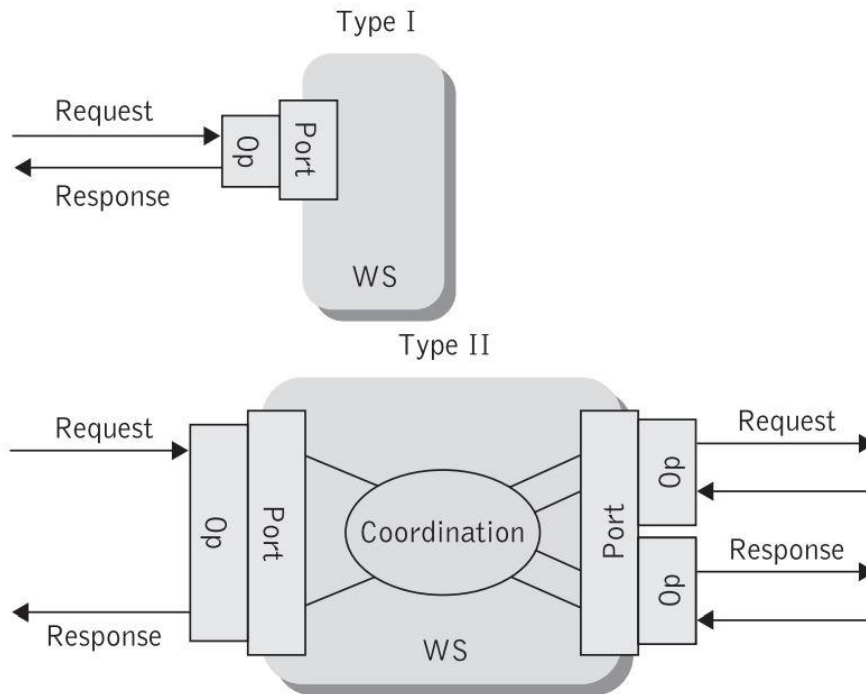 Type I
Request
Op
Port
Response
WS
Type II
Request
Op
Port
Response
Coordination
WS
Port
Op
Request
Op
Response